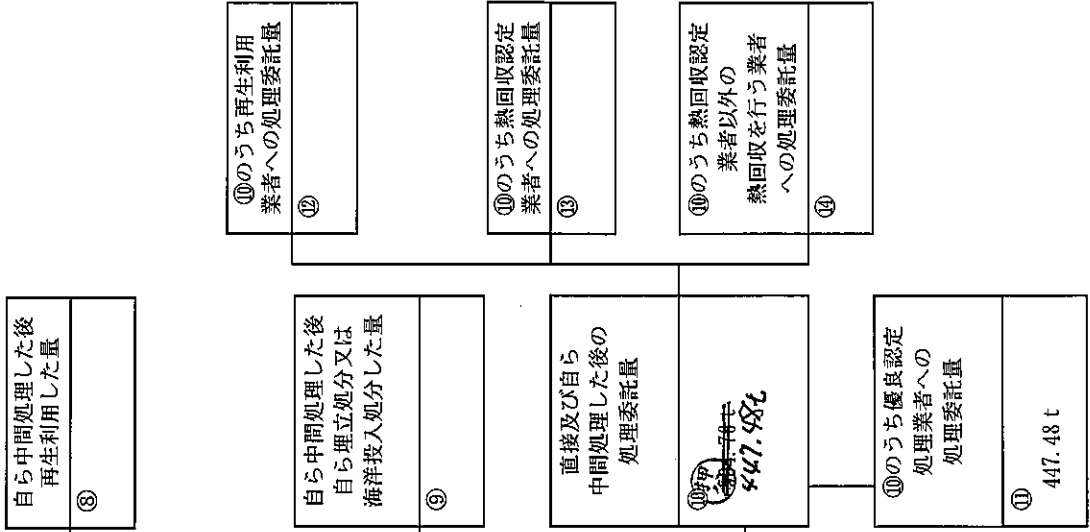 自ら中間処理した後
再生利用した量
⑧
自ら中間処理した後
自ら埋立処分又は
海洋投入処分した量
⑨
直接及び自ら
中間処理した後の
処理委託量
⑩
⑩のうち優良認定
処理業者への
処理委託量
⑪
447.48 t
⑩のうち再生利用
業者への処理委託量
⑫
⑩のうち熱回収認定
業者への処理委託量
⑬
⑩のうち熱回収認定
業者以外の
熱回収を行う業者
への処理委託量
⑭